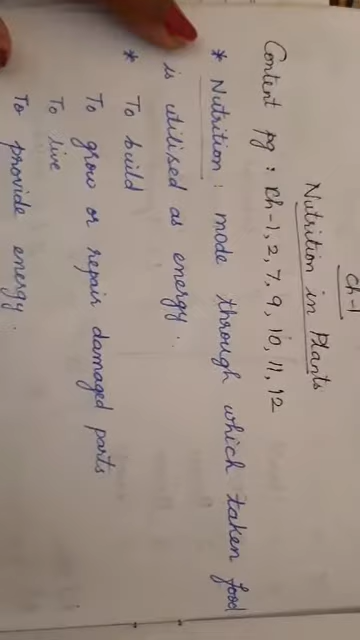 Ch-1
Nutrition in Plants
Content pg : Ch-1, 2, 7, 9, 10, 11, 12
* Nutrition : mode through which taken food
is utilised as energy.
* To build
To grow or repair damaged parts
To live
To provide energy.